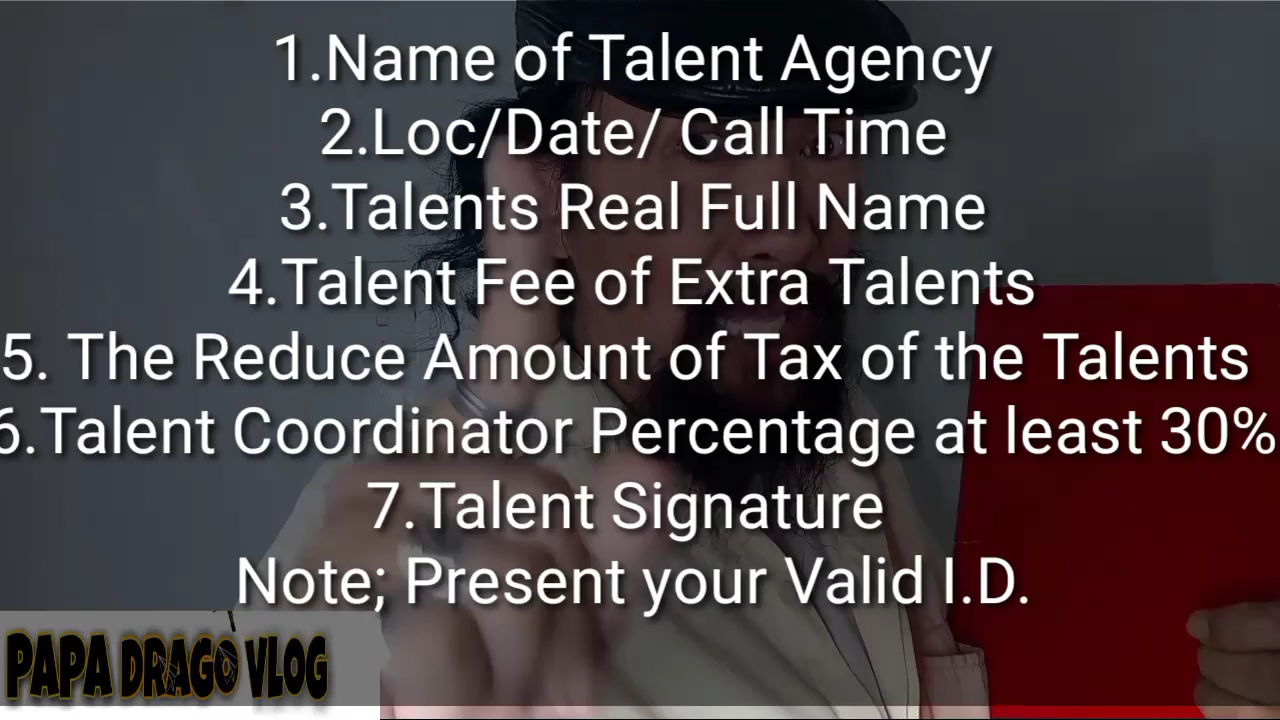 1.Name of Talent Agency
2.Loc/Date/ Call Time
3.Talents Real Full Name
4.Talent Fee of Extra Talents
5. The Reduce Amount of Tax of the Talents
6.Talent Coordinator Percentage at least 30%
7.Talent Signature
Note; Present your Valid I.D.
PAPA DRAGO VLOG